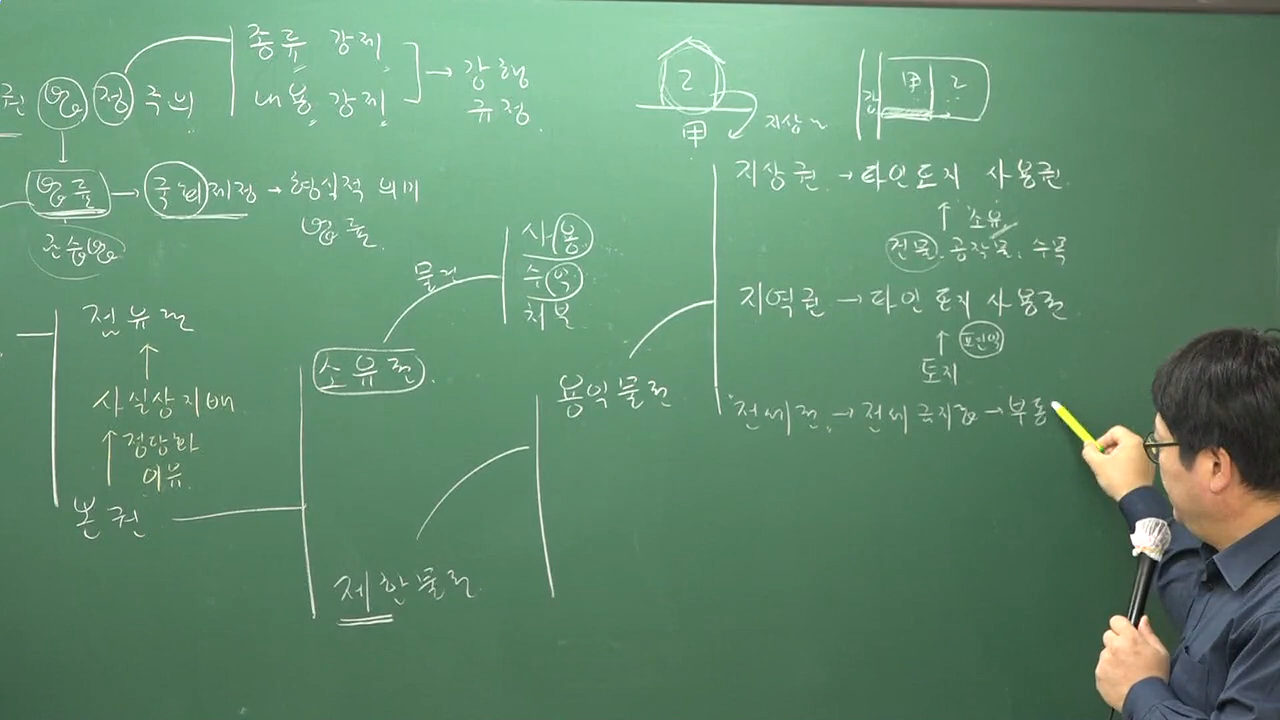 종류 강제
내용 강제
→ 강행
규정
권 법정주의
법률 → 국회제정 → 형식적 의미
법률
관습법
점유권
↑
사실상 지배
↑ 정당한
이유
본권
물건
소유권
사용
수익
처분
제한물권
용익물권
2
甲
지상
甲 2
지상권 → 타인토지 사용권
↑ 소유
건물, 공작물, 수목
지역권 → 타인 토지 사용권
↑ 편익
토지
전세권 → 전세금지급 → 부동